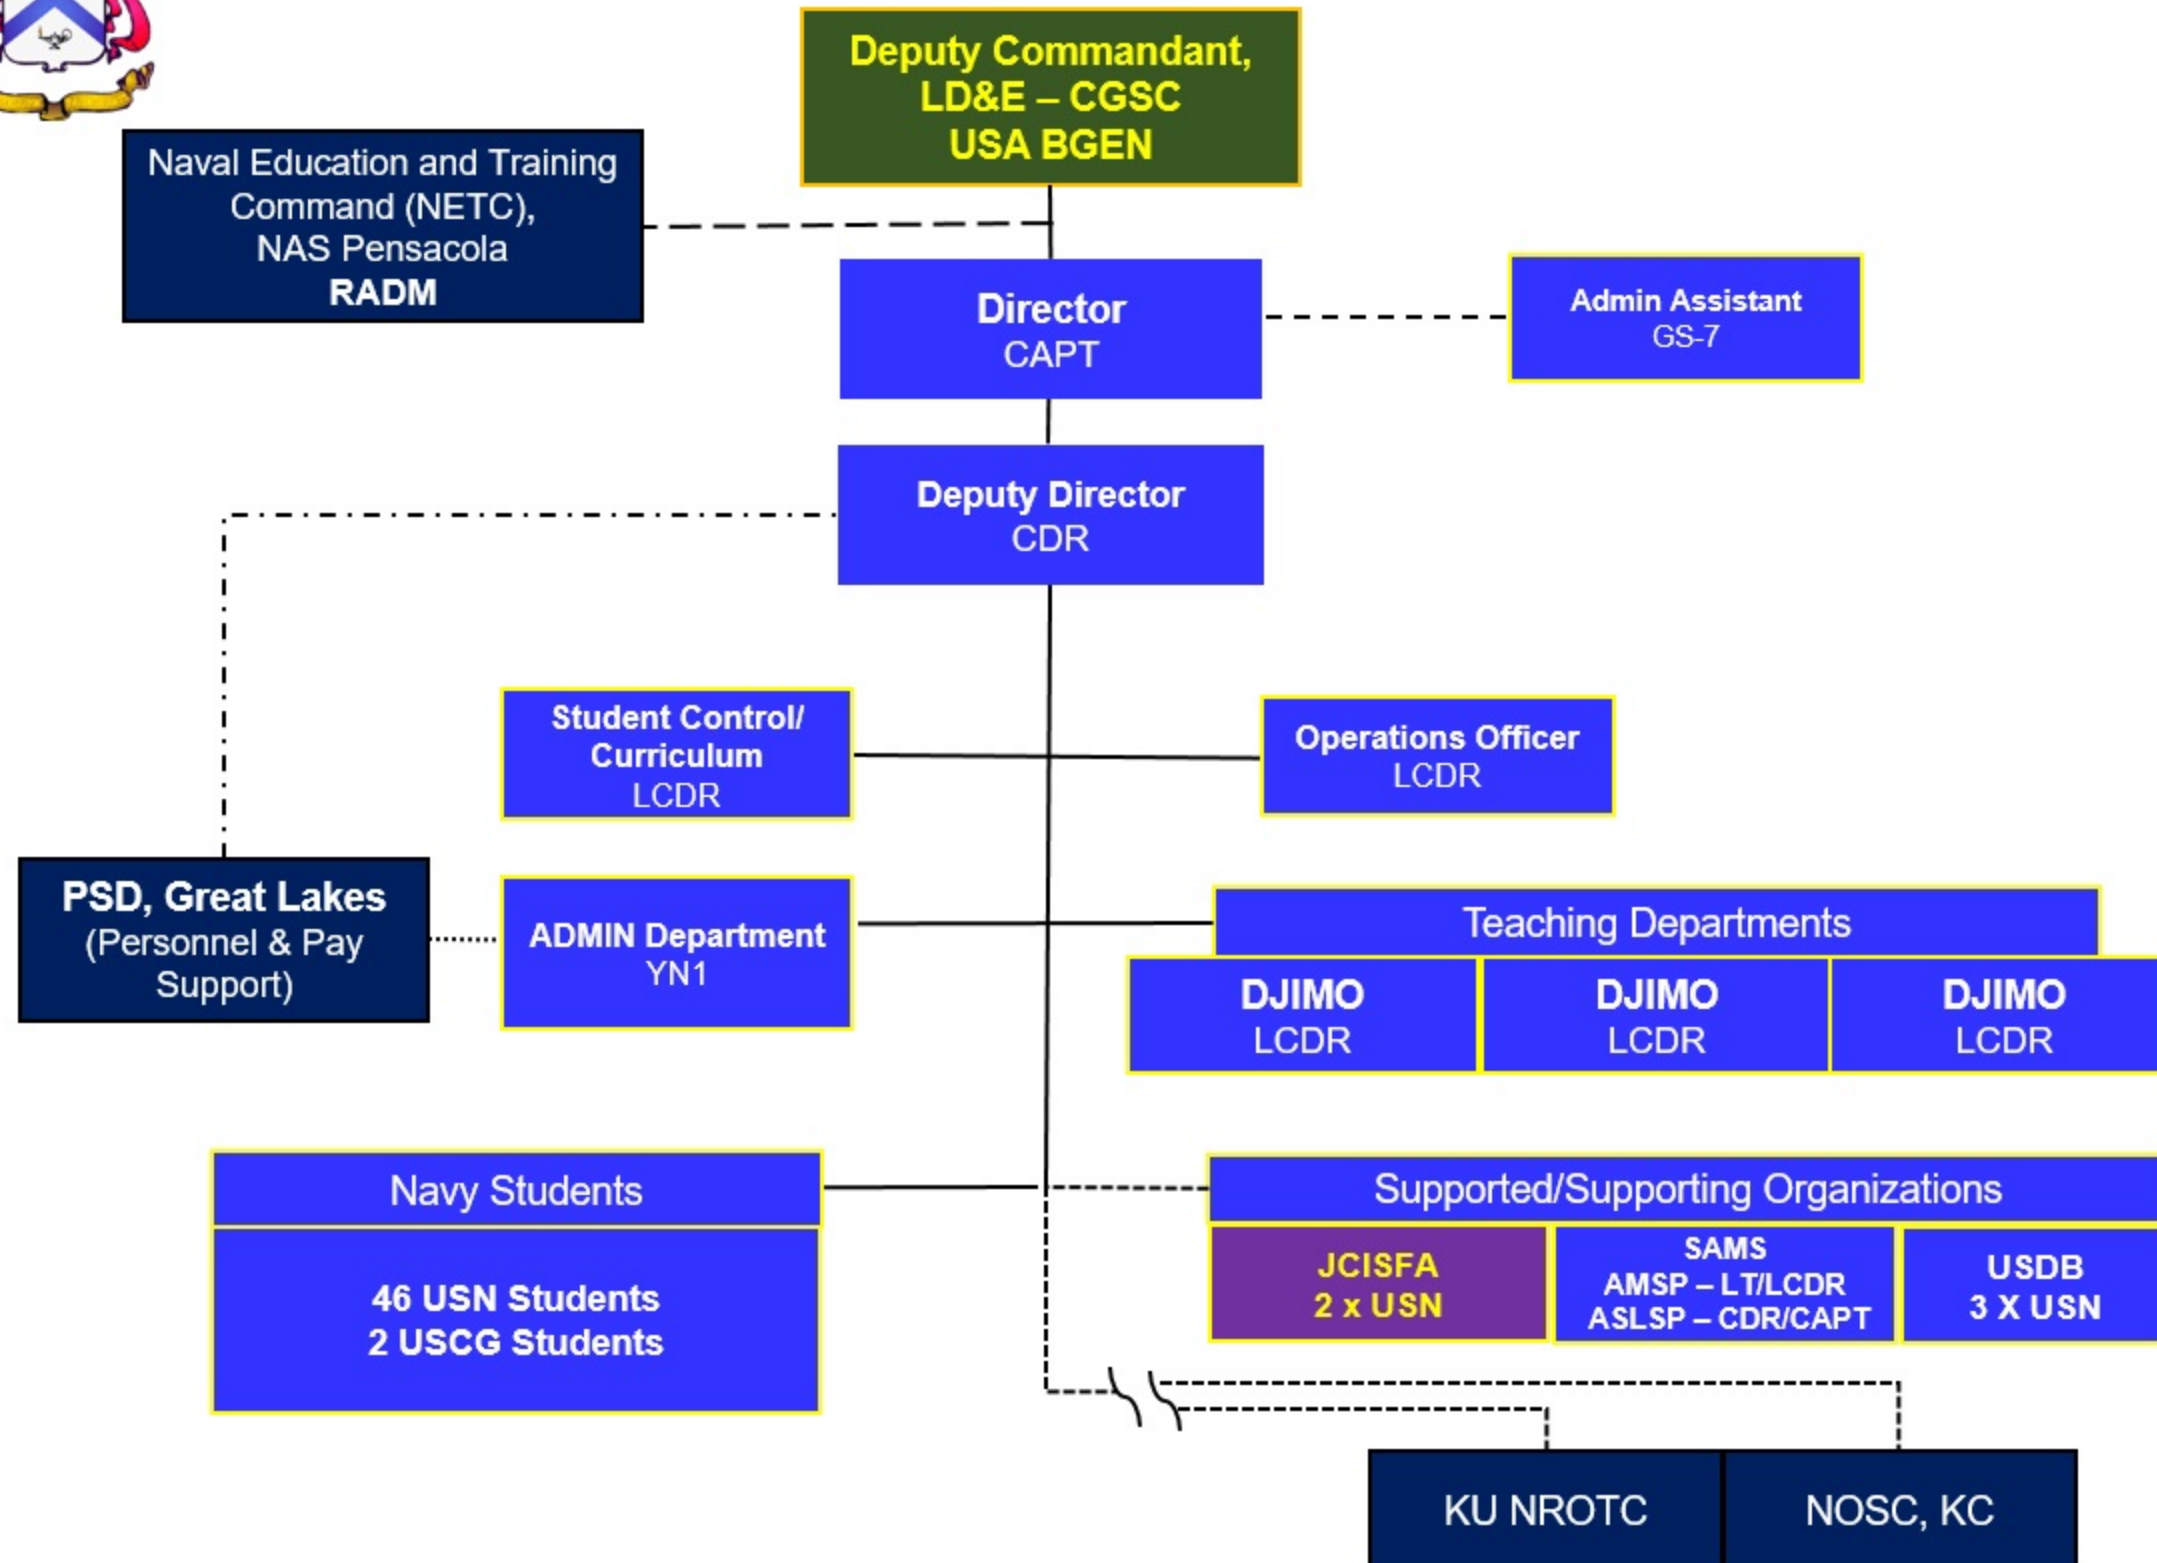 Deputy Commandant,
LD&E – CGSC
USA BGEN
Naval Education and Training
Command (NETC),
NAS Pensacola
RADM
Director
CAPT
Admin Assistant
GS-7
Deputy Director
CDR
Student Control/
Curriculum
LCDR
Operations Officer
LCDR
PSD, Great Lakes
(Personnel & Pay
Support)
ADMIN Department
YN1
Teaching Departments
DJIMO
LCDR
DJIMO
LCDR
DJIMO
LCDR
Navy Students
46 USN Students
2 USCG Students
Supported/Supporting Organizations
JCISFA
2 x USN
SAMS
AMSP – LT/LCDR
ASLSP – CDR/CAPT
USDB
3 X USN
KU NROTC
NOSC, KC